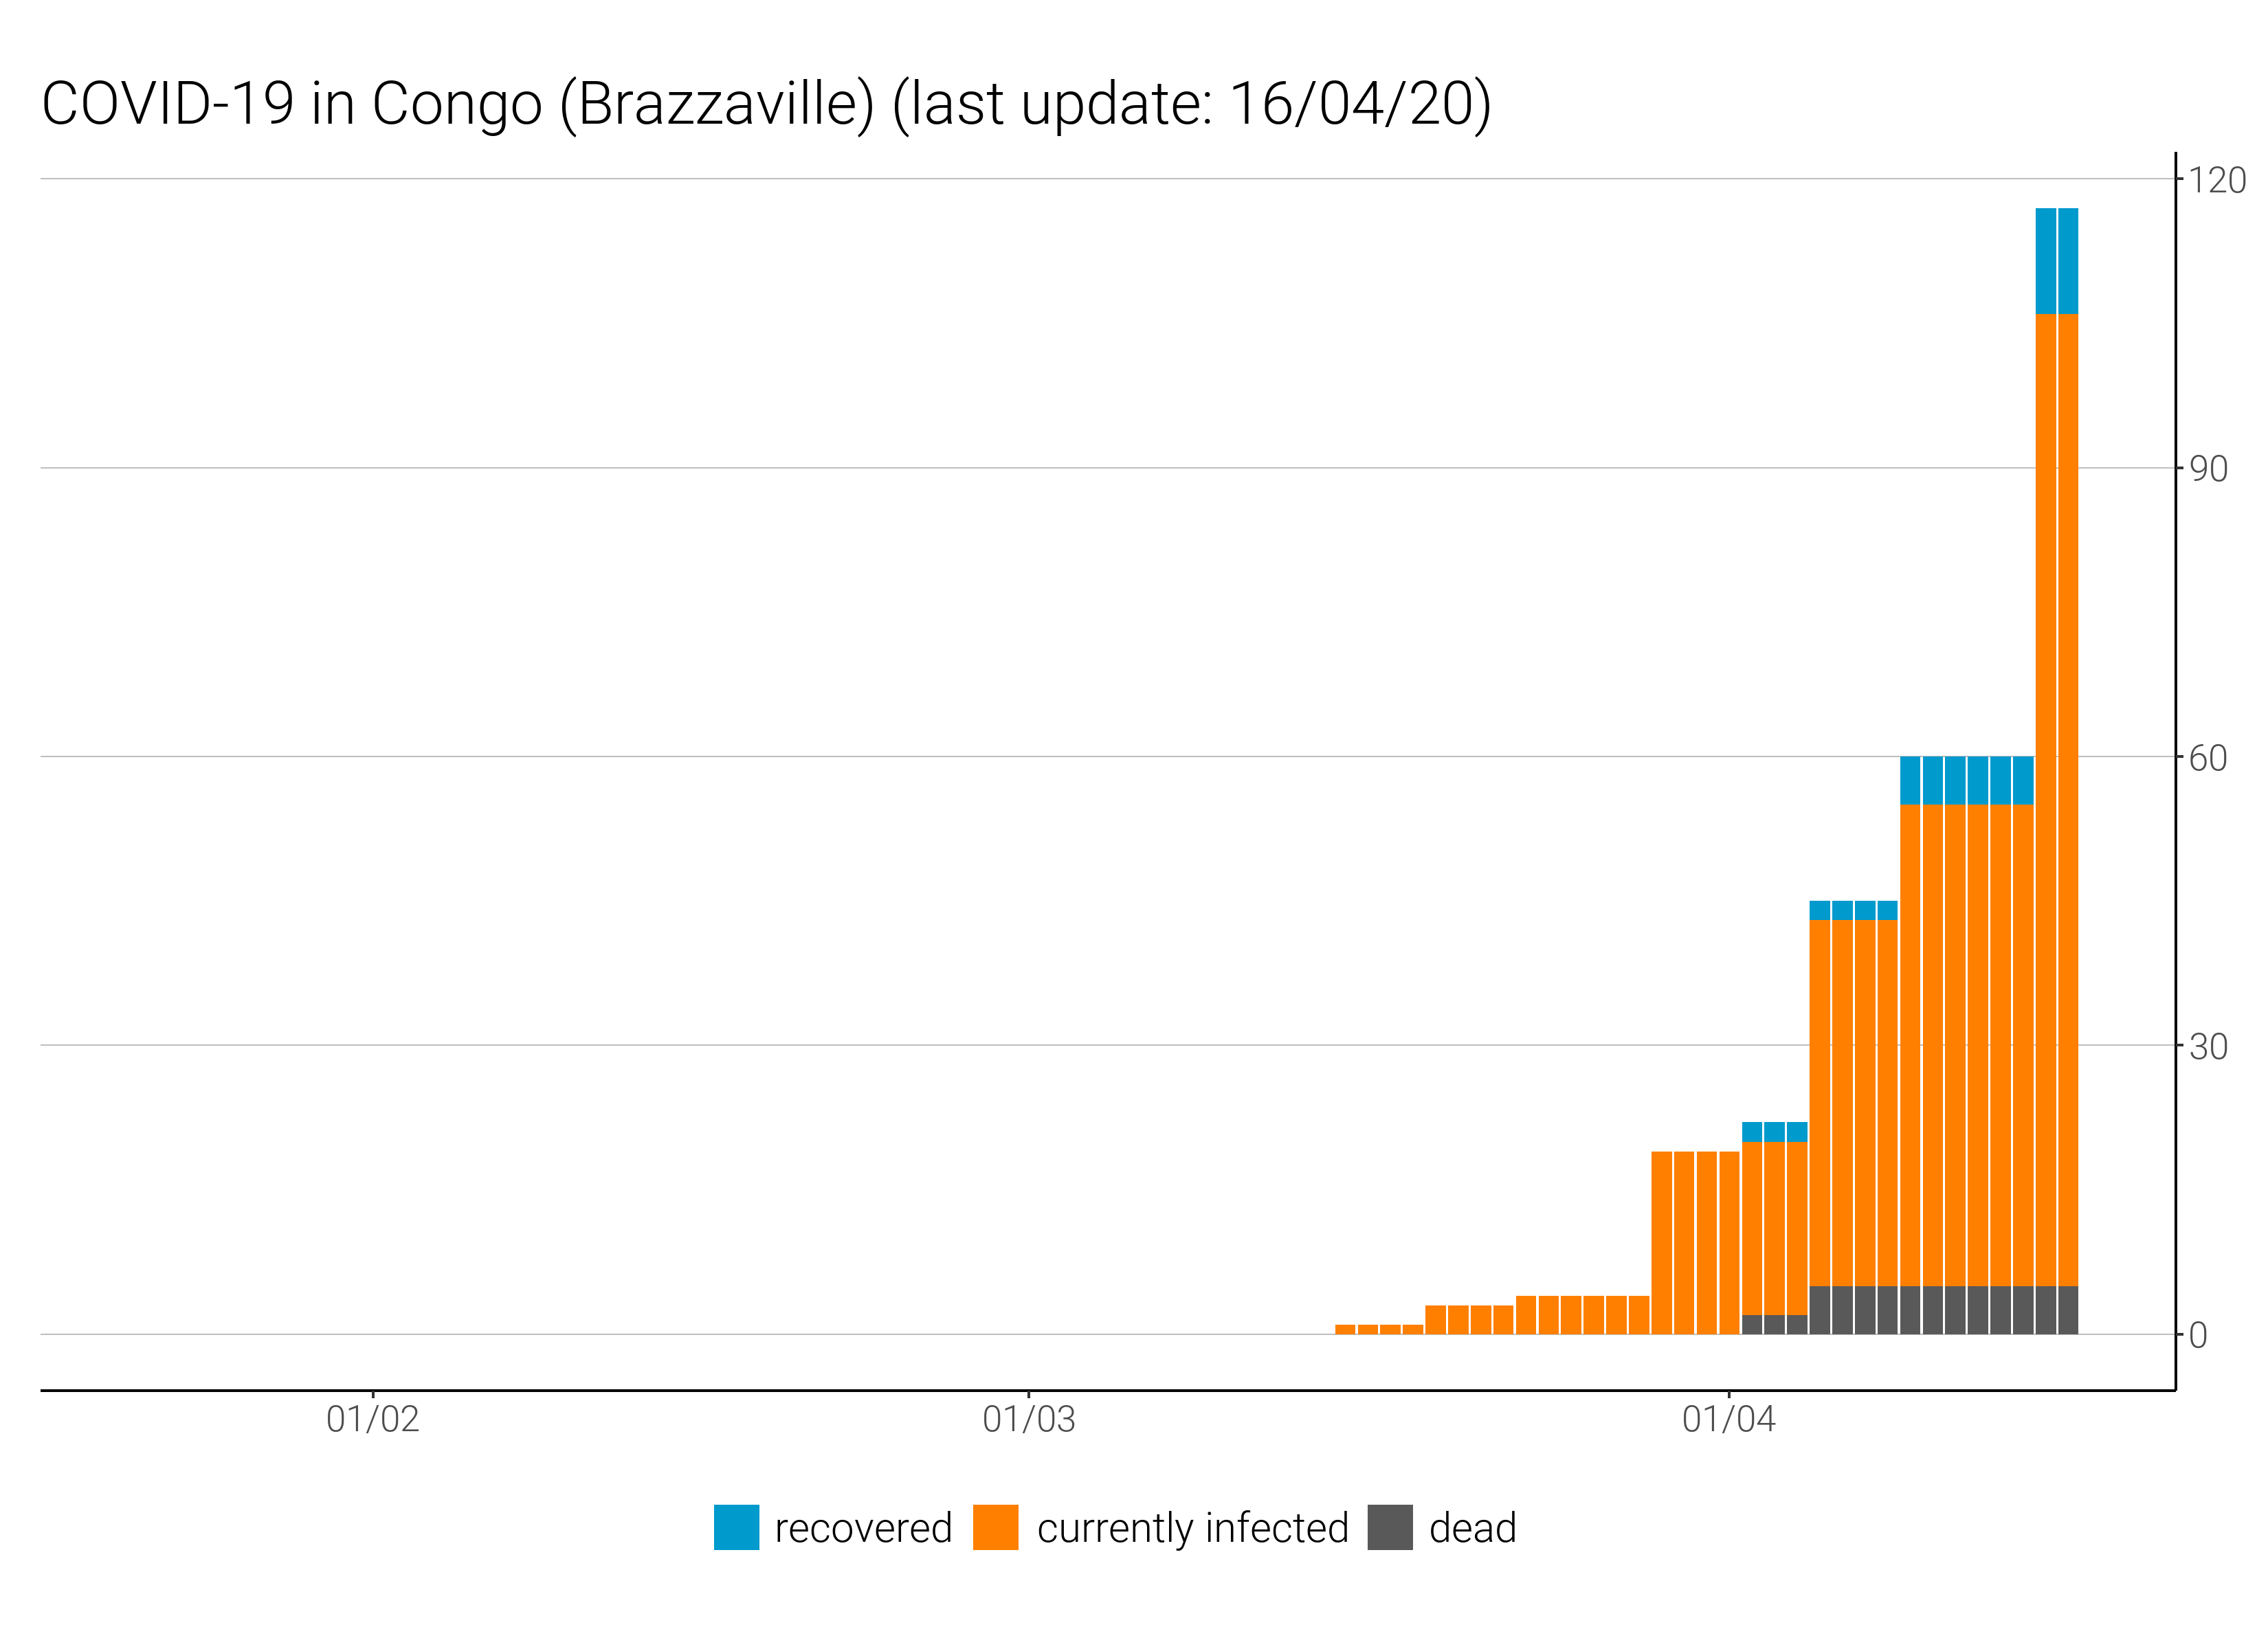 COVID-19 in Congo (Brazzaville) (last update: 16/04/20)
120
90
60
30
0
01/02 01/03 01/04
recovered currently infected dead